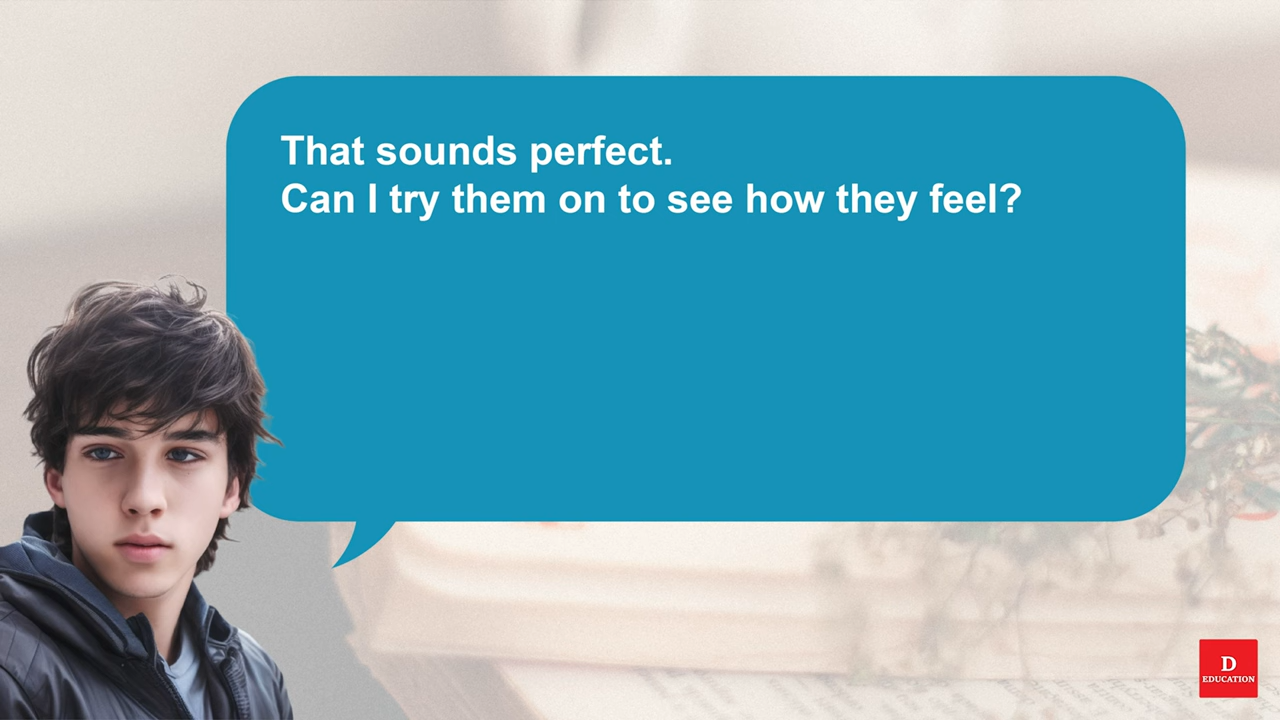 That sounds perfect.
Can I try them on to see how they feel?
D
EDUCATION